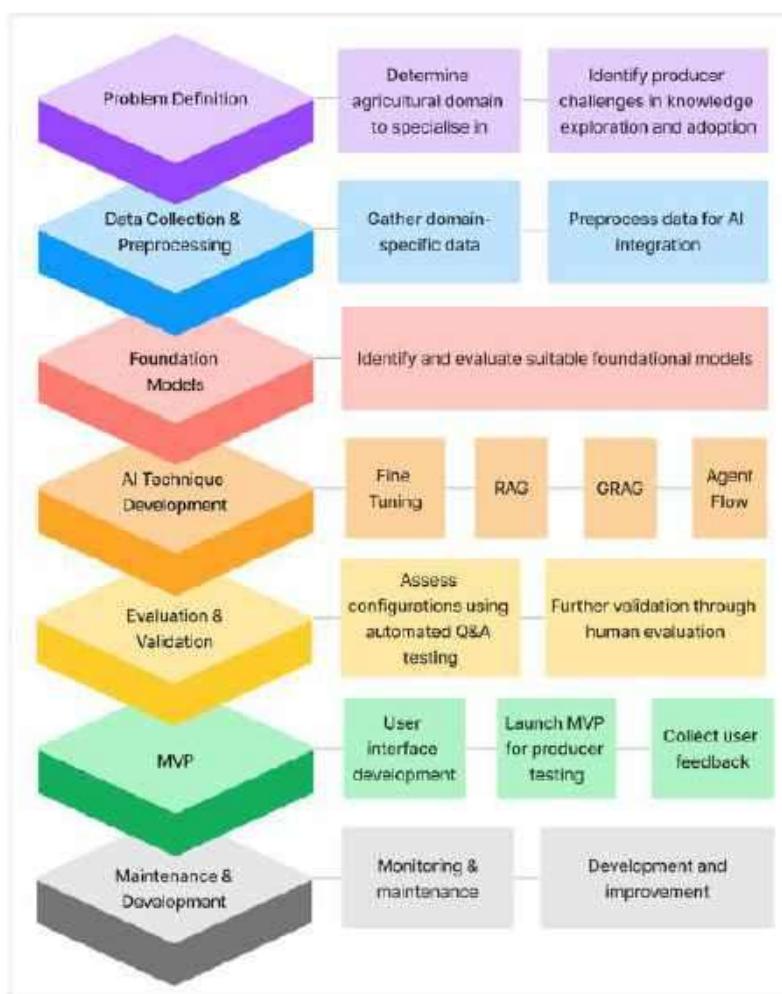 Problem Definition
Determine
agricultural domain
to specialise in
Identify producer
challenges in knowledge
exploration and adoption
Data Collection &
Preprocessing
Gather domain-
specific data
Preprocess data for AI
integration
Foundation
Models
Identify and evaluate suitable foundational models
AI Technique
Development
Fine
Tuning
RAG
GRAG
Agent
Flow
Evaluation &
Validation
Assess
configurations using
automated Q&A
testing
Further validation through
human evaluation
MVP
User
interface
development
Launch MVP
for producer
testing
Collect user
feedback
Maintenance &
Development
Monitoring &
maintenance
Development and
improvement